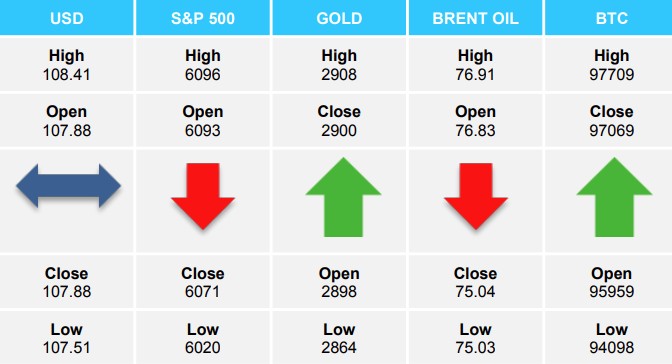 USD S&P 500 GOLD BRENT OIL BTC
High High High High High
108.41 6096 2908 76.91 97709
Open Open Close Open Close
107.88 6093 2900 76.83 97069
Close Close Open Close Open
107.88 6071 2898 75.04 95959
Low Low Low Low Low
107.51 6020 2864 75.03 94098